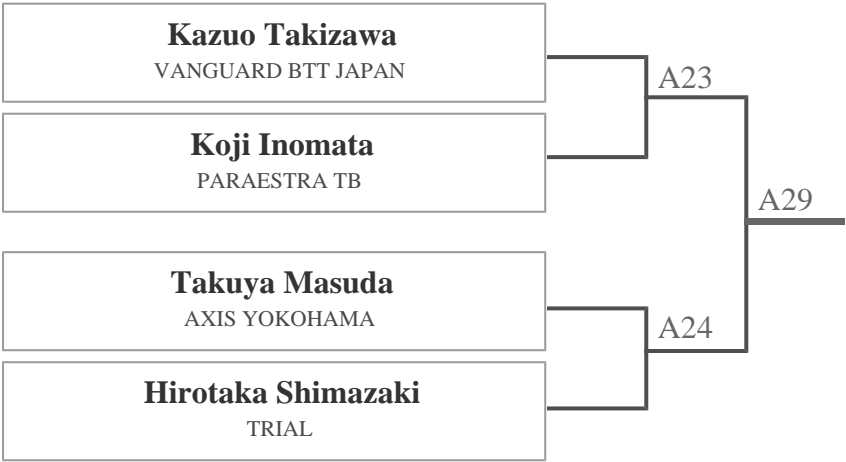 Kazuo Takizawa
VANGUARD BTT JAPAN
A23
Koji Inomata
PARAESTRA TB
A29
Takuya Masuda
AXIS YOKOHAMA
A24
Hirotaka Shimazaki
TRIAL